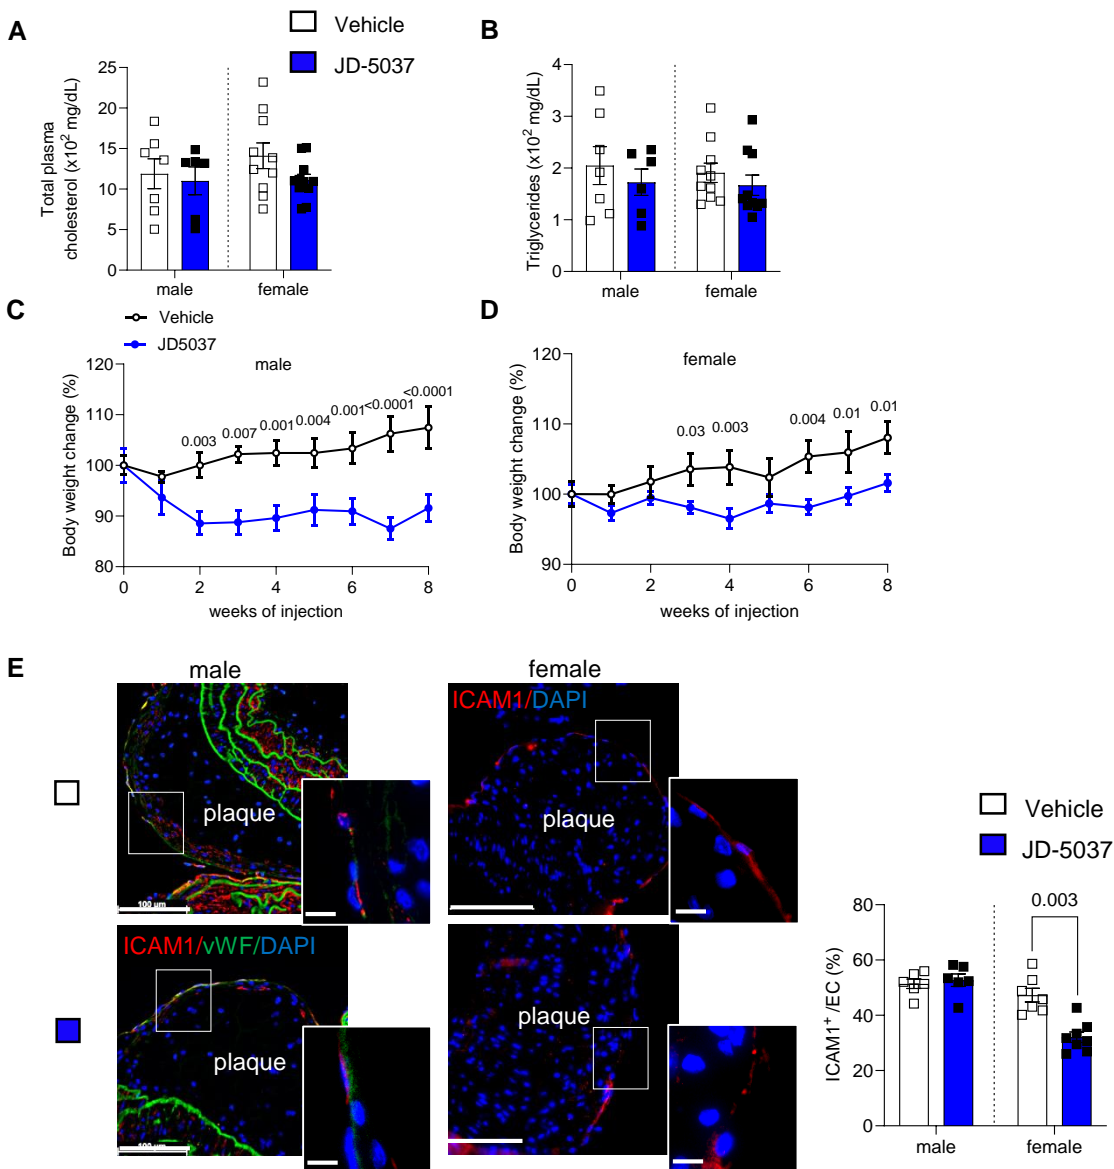 A
Vehicle
JD-5037
Total plasma
cholesterol (x10² mg/dL)
25
20
15
10
5
0
male
female
B
Triglycerides (x10² mg/dL)
4
3
2
1
0
male
female
C
Vehicle
JD5037
male
Body weight change (%)
120
110
100
90
80
0.003
0.007
0.001
0.004
0.001
<0.0001
<0.0001
0
2
4
6
8
weeks of injection
D
female
Body weight change (%)
120
110
100
90
0.03
0.003
0.004
0.01
0.01
0
2
4
6
8
weeks of injection
E
male
female
plaque
100 µm
ICAM1/DAPI
plaque
ICAM1/vWF/DAPI
plaque
100 µm
plaque
Vehicle
JD-5037
ICAM1⁺ /EC (%)
80
60
40
20
0
0.003
male
female